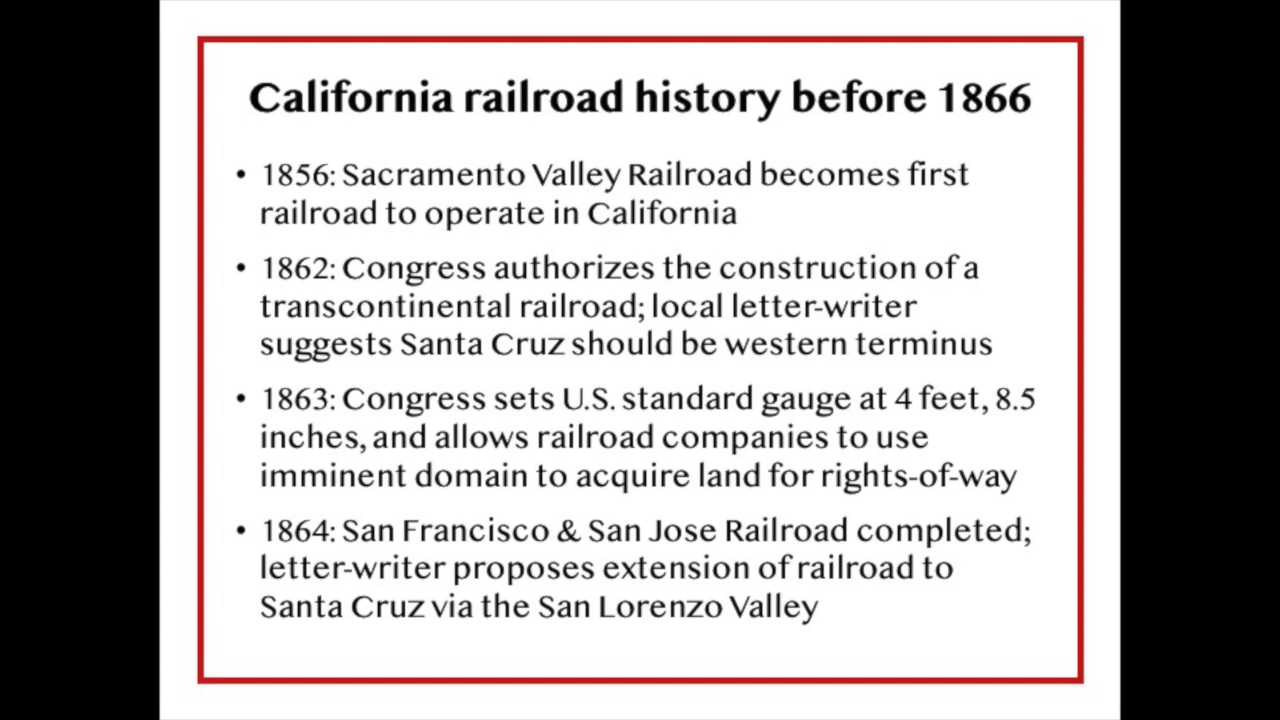 California railroad history before 1866
• 1856: Sacramento Valley Railroad becomes first
railroad to operate in California
• 1862: Congress authorizes the construction of a
transcontinental railroad; local letter-writer
suggests Santa Cruz should be western terminus
• 1863: Congress sets U.S. standard gauge at 4 feet, 8.5
inches, and allows railroad companies to use
imminent domain to acquire land for rights-of-way
• 1864: San Francisco & San Jose Railroad completed;
letter-writer proposes extension of railroad to
Santa Cruz via the San Lorenzo Valley